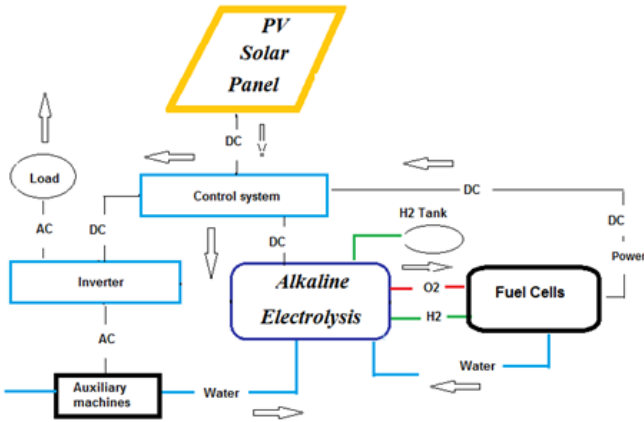 PV
Solar
Panel
DC
Load
Control system
DC
H2 Tank
AC
DC
DC
DC
Power
Inverter
Alkaline
Electrolysis
O2
H2
Fuel Cells
AC
Water
Auxiliary
machines
Water